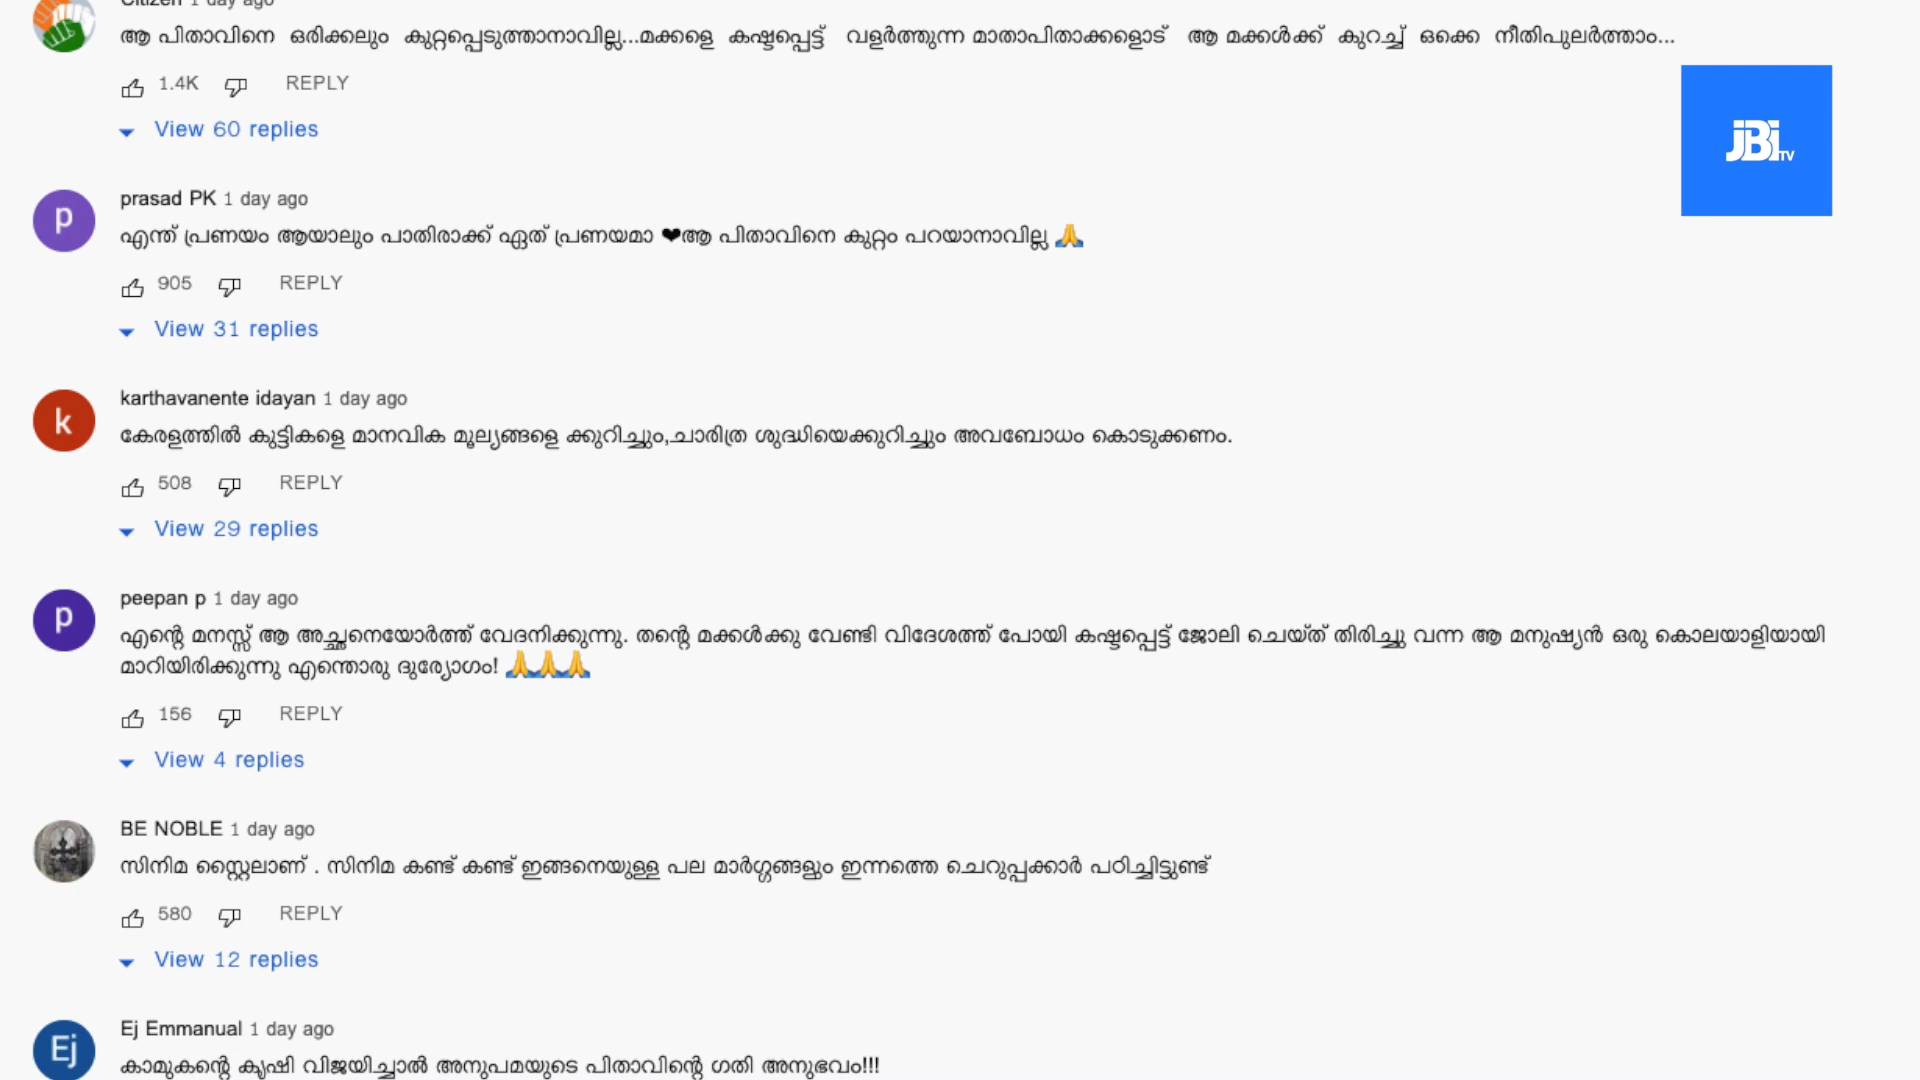 Citizen 1 day ago
ആ പിതാവിനെ ഒരിക്കലും കുറ്റപ്പെടുത്താനാവില്ല...മക്കളെ കഷ്ടപ്പെട്ട് വളർത്തുന്ന മാതാപിതാക്കളൊട് ആ മക്കൾക്ക് കുറച്ച് ഒക്കെ നീതിപുലർത്താം...
1.4K REPLY
View 60 replies
JBi TV
prasad PK 1 day ago
എന്ത് പ്രണയം ആയാലും പാതിരാക്ക് ഏത് പ്രണയമാ ❤ആ പിതാവിനെ കുറ്റം പറയാനാവില്ല 🙏
905 REPLY
View 31 replies
karthavanente idayan 1 day ago
കേരളത്തിൽ കുട്ടികളെ മാനവിക മൂല്യങ്ങളെ ക്കുറിച്ചും,ചാരിത്ര ശുദ്ധിയെക്കുറിച്ചും അവബോധം കൊടുക്കണം.
508 REPLY
View 29 replies
peepan p 1 day ago
എന്റെ മനസ്സ് ആ അച്ഛനെയോർത്ത് വേദനിക്കുന്നു. തന്റെ മക്കൾക്കു വേണ്ടി വിദേശത്ത് പോയി കഷ്ടപ്പെട്ട് ജോലി ചെയ്ത് തിരിച്ചു വന്ന ആ മനുഷ്യൻ ഒരു കൊലയാളിയായി
മാറിയിരിക്കുന്നു എന്തൊരു ദുര്യോഗം! 🙏🙏🙏
156 REPLY
View 4 replies
BE NOBLE 1 day ago
സിനിമ സ്റ്റൈലാണ് . സിനിമ കണ്ട് കണ്ട് ഇങ്ങനെയുള്ള പല മാർഗ്ഗങ്ങളും ഇന്നത്തെ ചെറുപ്പക്കാർ പഠിച്ചിട്ടുണ്ട്
580 REPLY
View 12 replies
Ej Emmanual 1 day ago
കാമുകന്റെ കൃഷി വിജയിച്ചാൽ അനുപമയുടെ പിതാവിന്റെ ഗതി അനുഭവം!!!